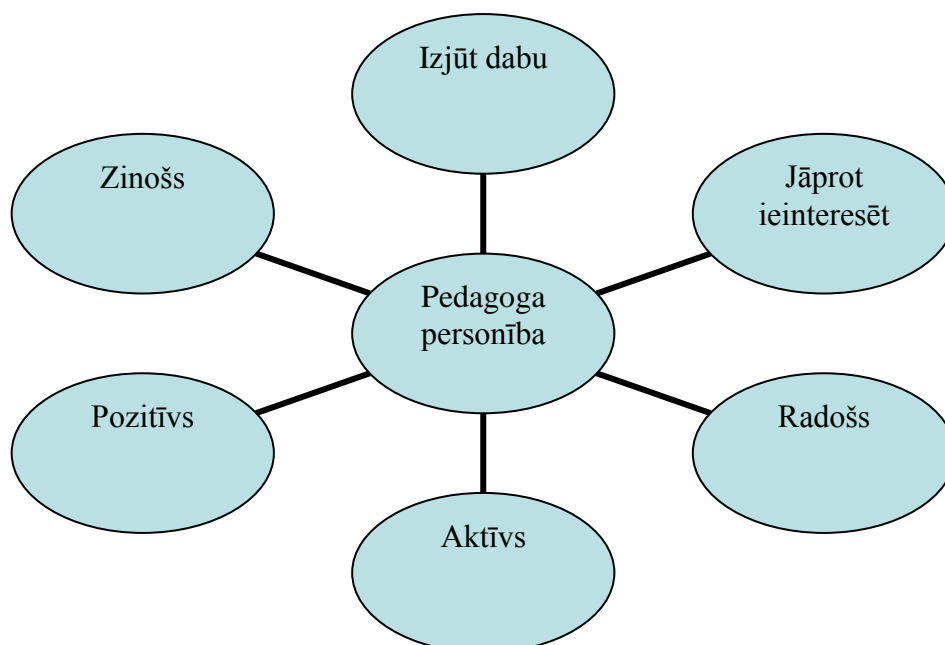 Izjūt dabu
Zinošs
Jāprot
ieinteresēt
Pedagoga
personība
Pozitīvs
Radošs
Aktīvs